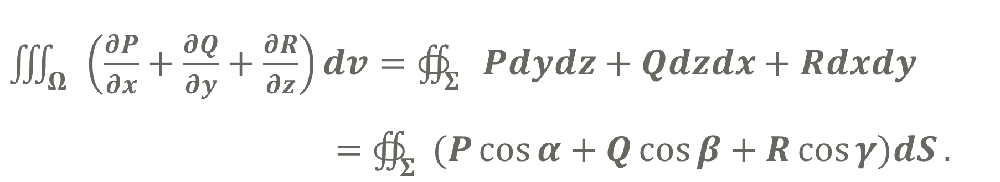 ∭_Ω (∂P/∂x + ∂Q/∂y + ∂R/∂z) dv = ∯_Σ Pdydz + Qdzdx + Rdxdy
= ∯_Σ (P cos α + Q cos β + R cos γ)dS .